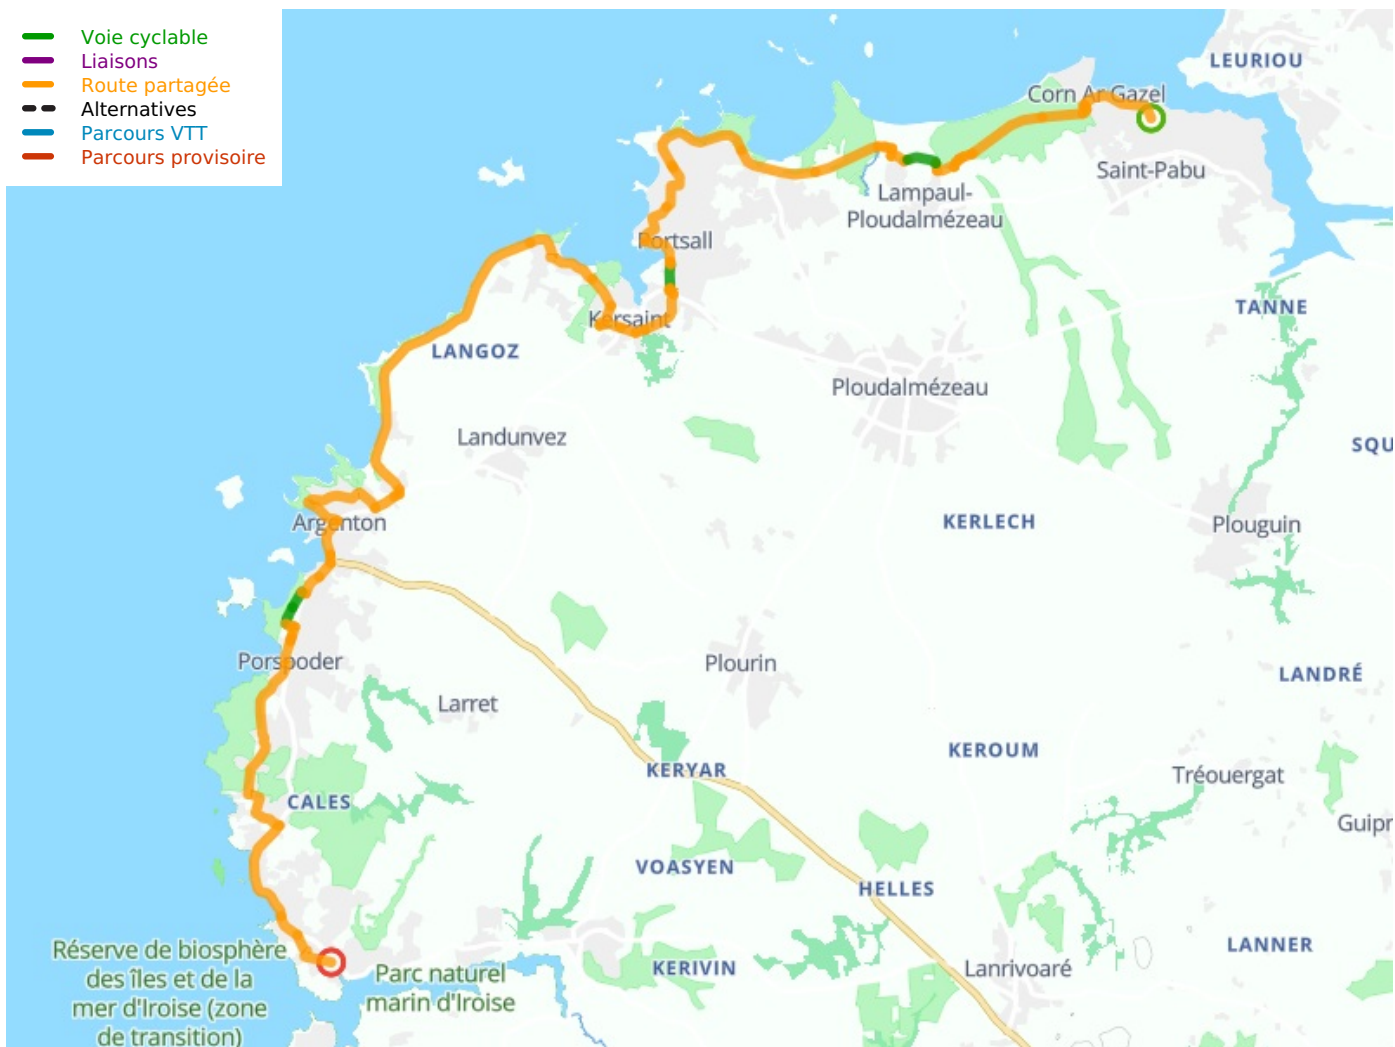 Voie cyclable
Liaisons
Route partagée
Alternatives
Parcours VTT
Parcours provisoire
LEURIOU
Corn Ar Gazel
Saint-Pabu
Lampaul-
Ploudalmézeau
Portsall
TANNE
Kersaint
LANGOZ
Ploudalmézeau
Landunvez
SQU
Argenton
KERLECH
Plouguin
Porspoder
Plourin
LANDRÉ
Larret
KEROUM
KERYAR
Tréouergat
CALES
Guipr
VOASYEN
HELLES
Réserve de biosphère
des îles et de la
mer d'Iroise (zone
de transition)
Parc naturel
marin d'Iroise
KERIVIN
Lanrivoaré
LANNER